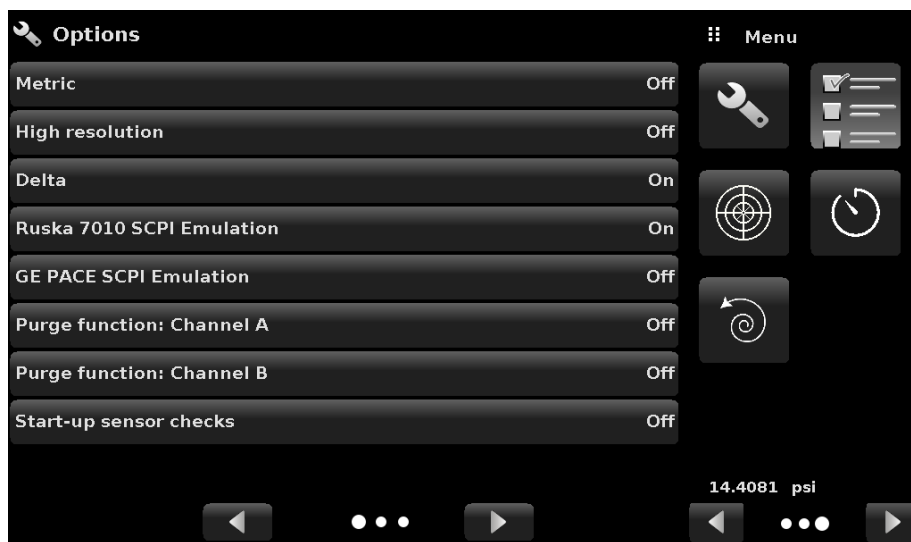 Options
Metric Off
High resolution Off
Delta On
Ruska 7010 SCPI Emulation On
GE PACE SCPI Emulation Off
Purge function: Channel A Off
Purge function: Channel B Off
Start-up sensor checks Off
Menu
14.4081 psi